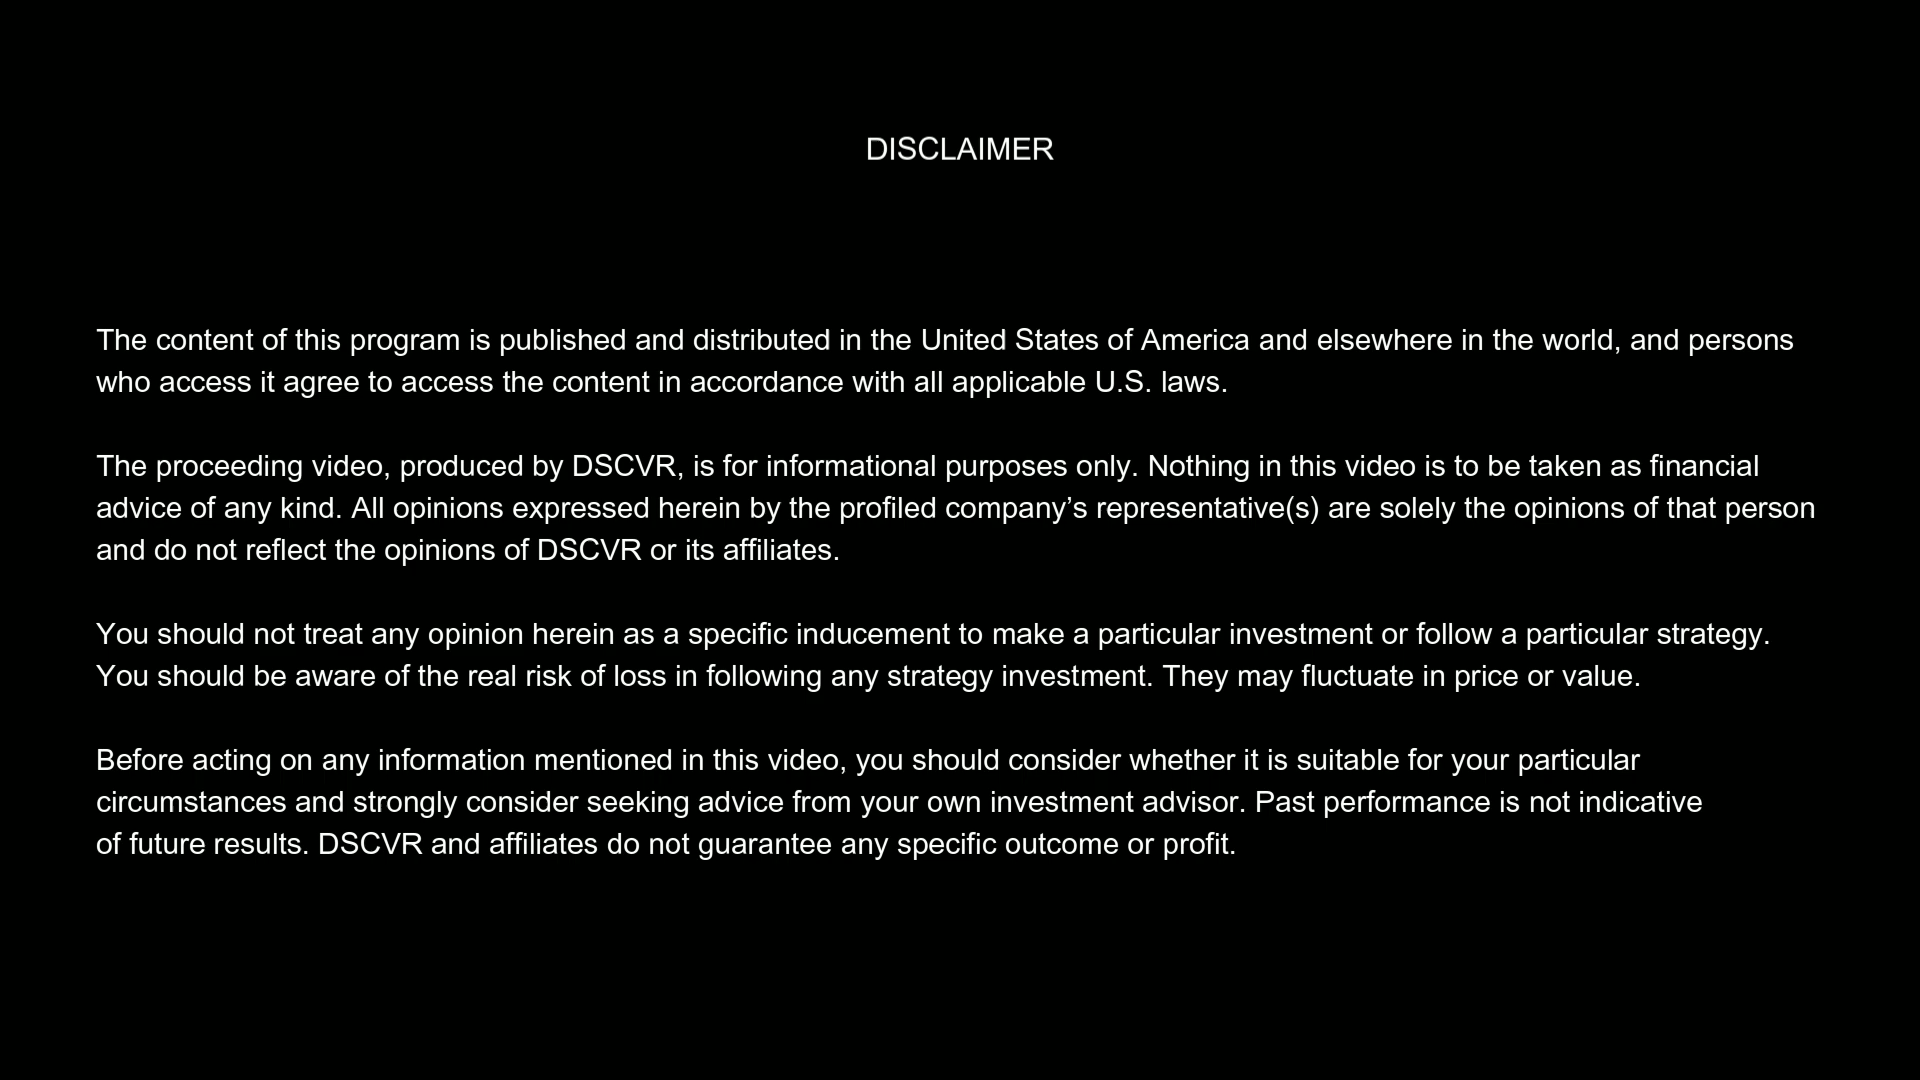 DISCLAIMER
The content of this program is published and distributed in the United States of America and elsewhere in the world, and persons
who access it agree to access the content in accordance with all applicable U.S. laws.
The proceeding video, produced by DSCVR, is for informational purposes only. Nothing in this video is to be taken as financial
advice of any kind. All opinions expressed herein by the profiled company’s representative(s) are solely the opinions of that person
and do not reflect the opinions of DSCVR or its affiliates.
You should not treat any opinion herein as a specific inducement to make a particular investment or follow a particular strategy.
You should be aware of the real risk of loss in following any strategy investment. They may fluctuate in price or value.
Before acting on any information mentioned in this video, you should consider whether it is suitable for your particular
circumstances and strongly consider seeking advice from your own investment advisor. Past performance is not indicative
of future results. DSCVR and affiliates do not guarantee any specific outcome or profit.